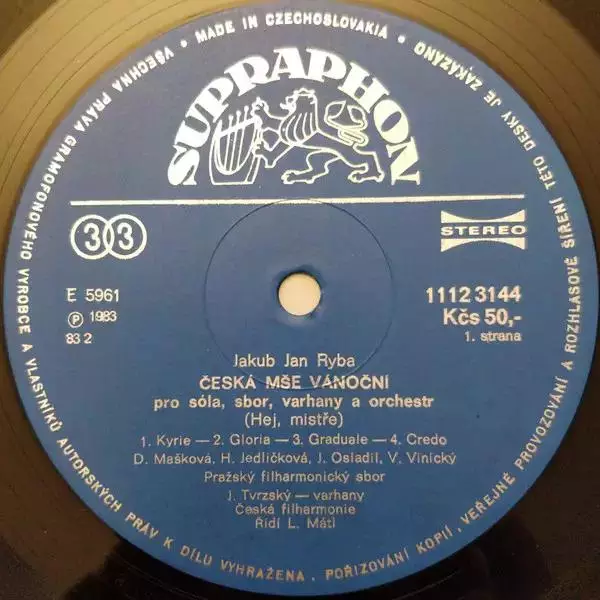 VŠECHNA PRÁVA GRAMOFONOVÉHO VÝROBCE A VLASTNÍKŮ AUTORSKÝCH PRÁV K DÍLU VYHRAŽENA. POŘIZOVÁNÍ KOPIÍ, VEŘEJNÉ PROVOZOVÁNÍ A ROZHLASOVÉ ŠÍŘENÍ TÉTO DESKY JE ZAKÁZÁNO • MADE IN CZECHOSLOVAKIA •
SUPRAPHON
33
STEREO
E 5961
Ⓟ 1983
83 2
1112 3144
Kčs 50,-
1. strana
Jakub Jan Ryba
ČESKÁ MŠE VÁNOČNÍ
pro sóla, sbor, varhany a orchestr
(Hej, mistře)
1. Kyrie — 2. Gloria — 3. Graduale — 4. Credo
D. Mašková, H. Jedličková, J. Osladil, V. Vinický
Pražský filharmonický sbor
J. Tvrzský — varhany
Česká filharmonie
Řídí L. Mátl